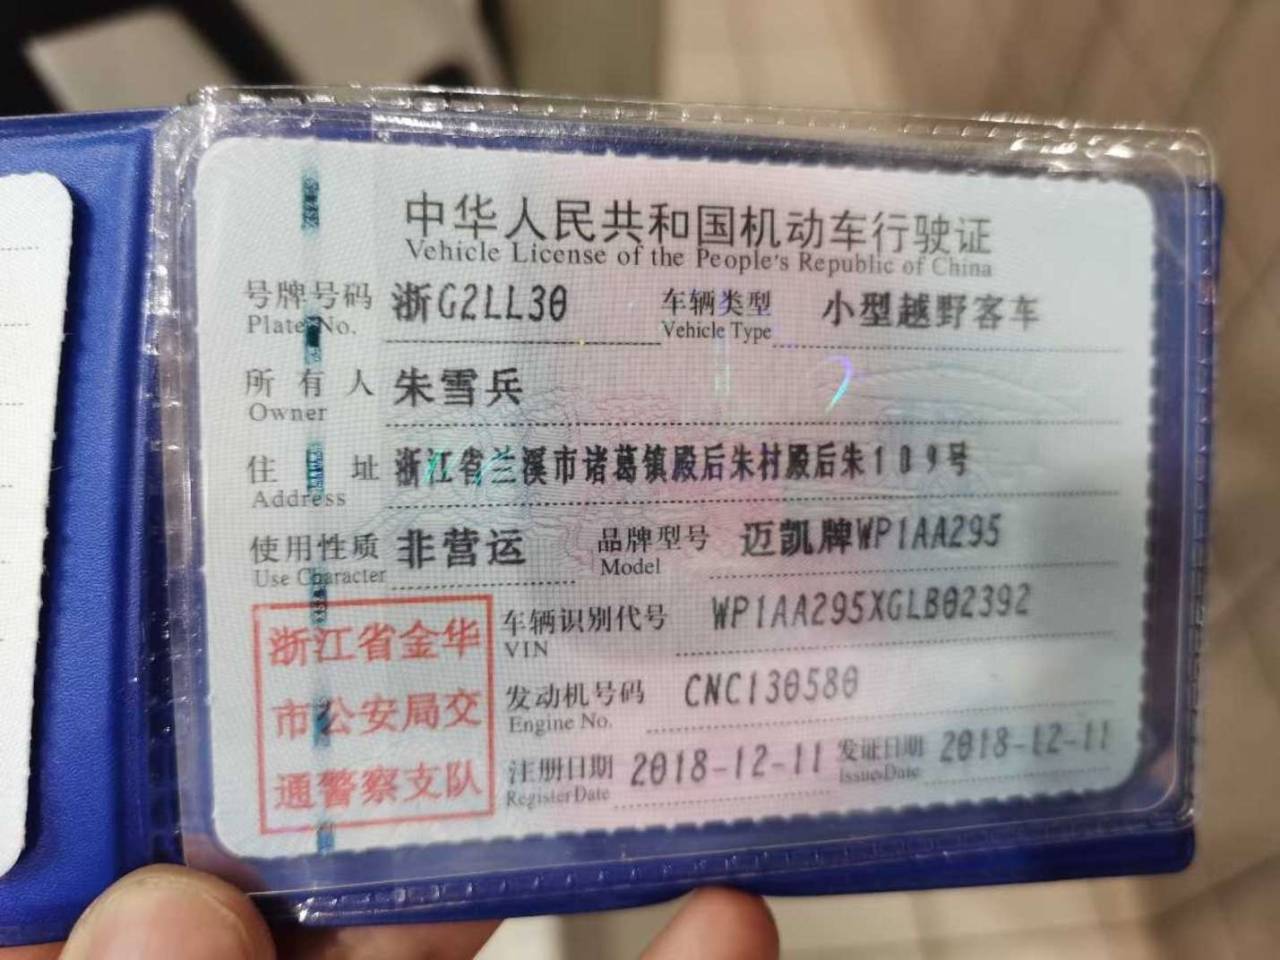 中华人民共和国机动车行驶证
Vehicle License of the People's Republic of China
号牌号码 浙G2LL30 车辆类型 小型越野客车
Plate No. Vehicle Type
所有人 朱雪兵
Owner
住址 浙江省兰溪市诸葛镇殿后朱村殿后朱109号
Address
使用性质 非营运 品牌型号 迈凯牌WP1AA295
Use Character Model
车辆识别代号 WP1AA295XGLB02392
VIN
发动机号码 CNC130580
Engine No.
注册日期 2018-12-11 发证日期 2018-12-11
Register Date Issue Date
浙江省金华
市公安局交
通警察支队